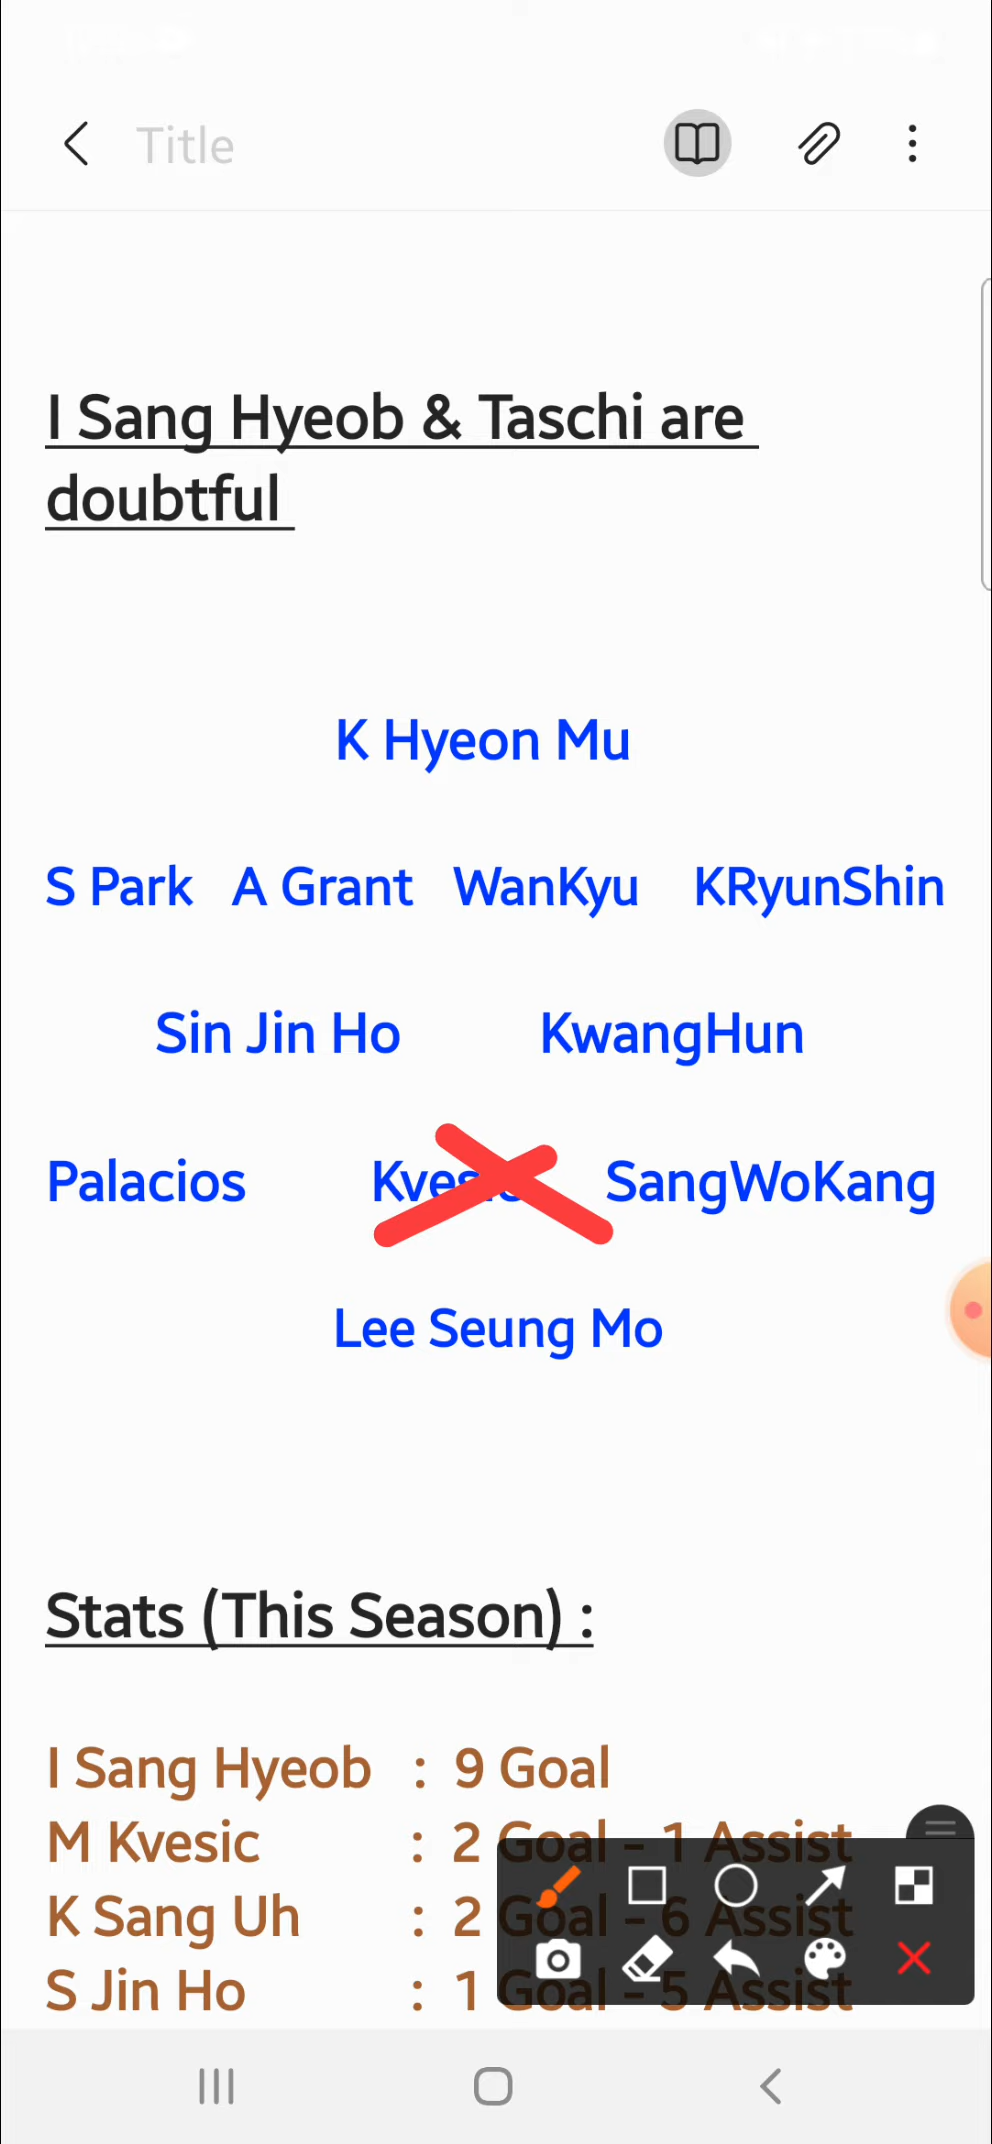 Title
I Sang Hyeob & Taschi are
doubtful
K Hyeon Mu
S Park A Grant WanKyu KRyunShin
Sin Jin Ho KwangHun
Palacios SangWoKang
Lee Seung Mo
Stats (This Season) :
I Sang Hyeob : 9 Goal
M Kvesic : 2 Goal - 1 Assist
K Sang Uh : 2 Goal - 6 Assist
S Jin Ho : 1 Goal - 5 Assist